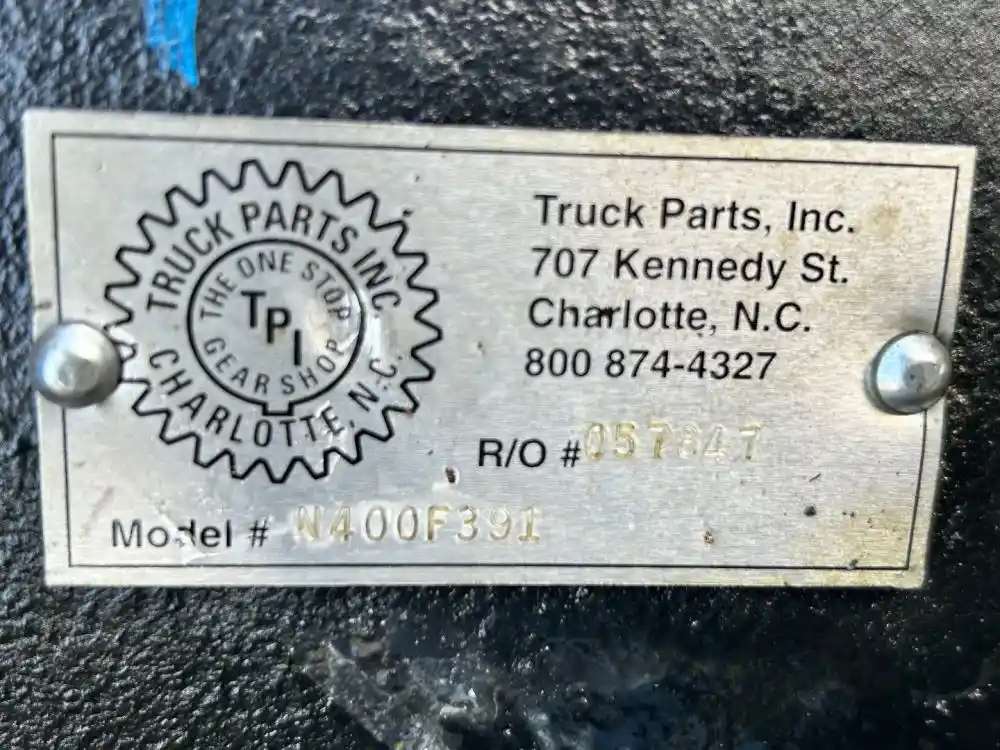 TRUCK PARTS INC.
CHARLOTTE, N.C.
THE ONE STOP
GEAR SHOP
TPI
Truck Parts, Inc.
707 Kennedy St.
Charlotte, N.C.
800 874-4327
R/O # 057847
Model # N400F391